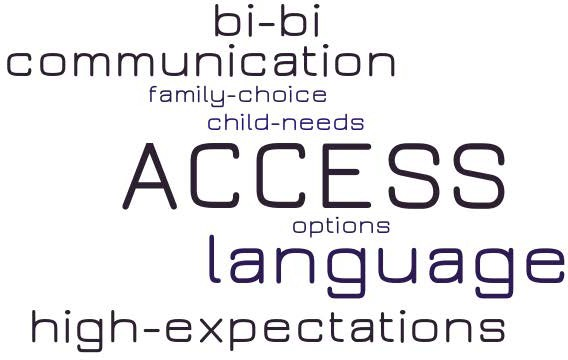 bi-bi
communication
family-choice
child-needs
ACCESS
options
language
high-expectations